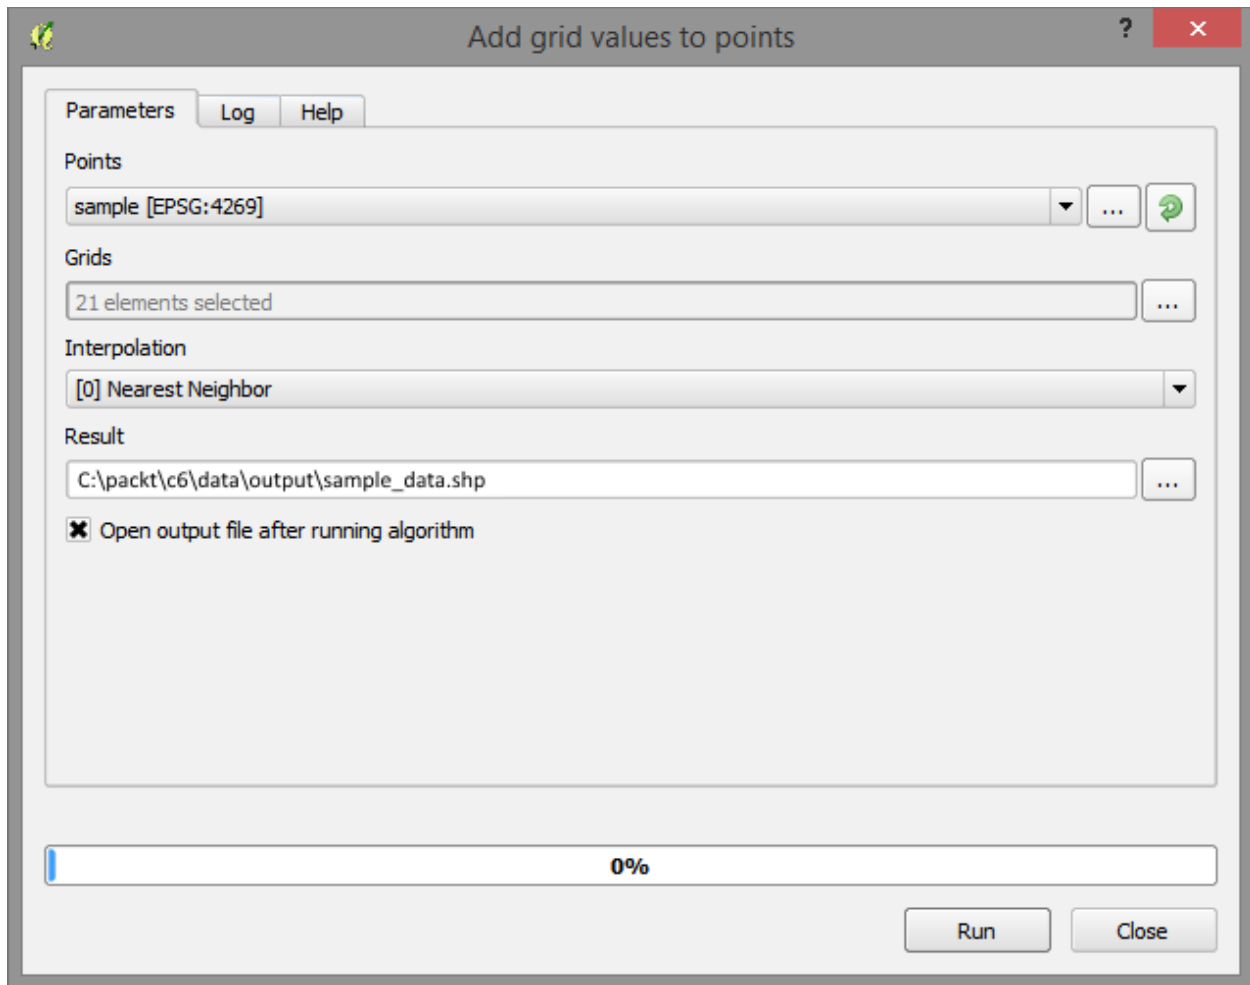 Add grid values to points
?
Parameters Log Help
Points
sample [EPSG:4269]
...
Grids
21 elements selected
...
Interpolation
[0] Nearest Neighbor
Result
C:\packt\c6\data\output\sample_data.shp
...
Open output file after running algorithm
0%
Run Close